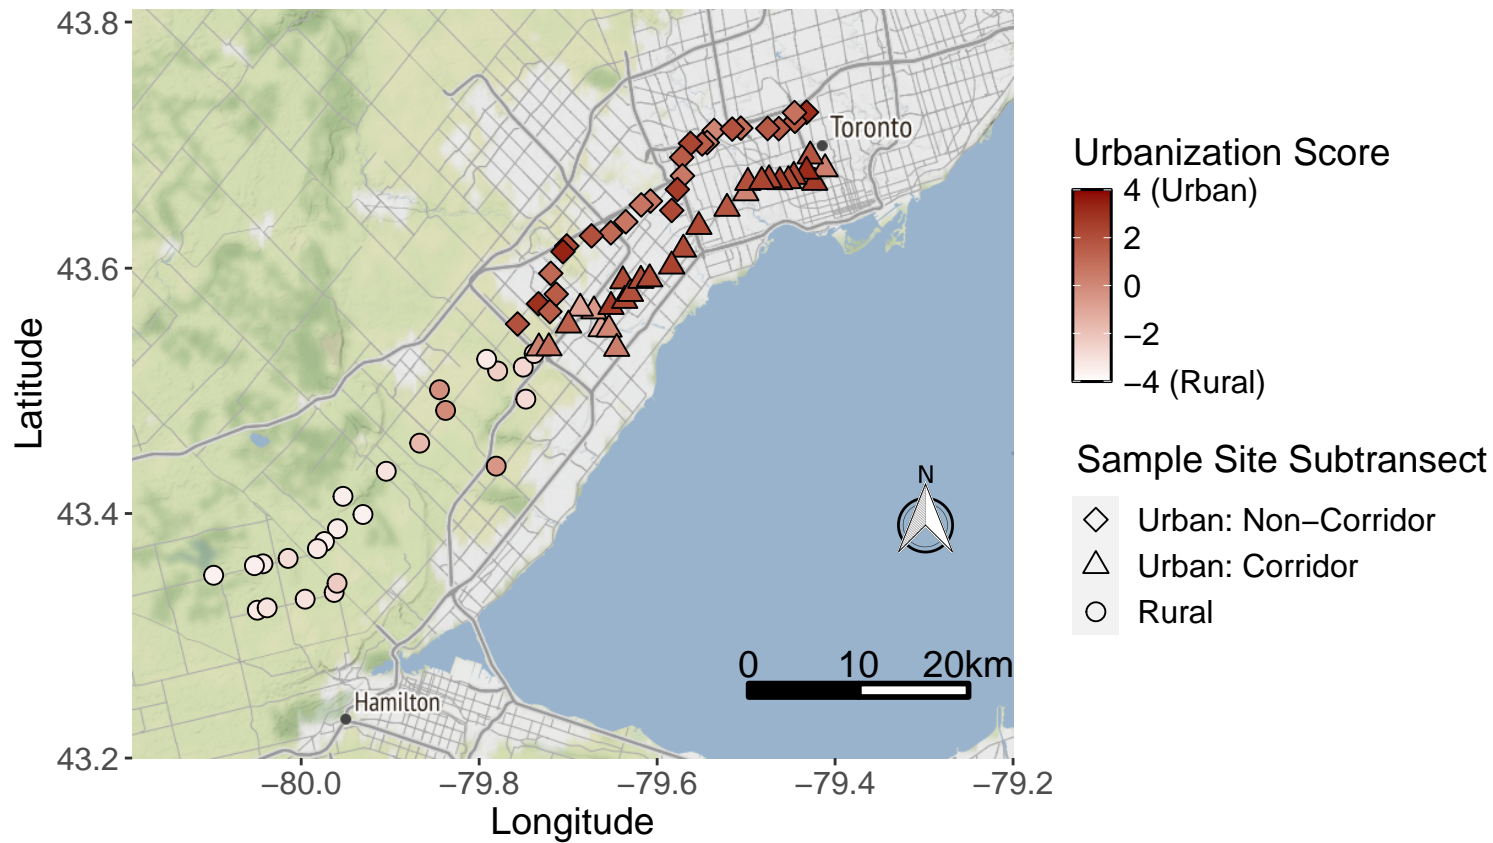 43.8
43.6
43.4
43.2
Latitude
−80.0
−79.8
−79.6
−79.4
−79.2
Longitude
Toronto
Hamilton
N
0 10 20km
Urbanization Score
4 (Urban)
2
0
−2
−4 (Rural)
Sample Site Subtransect
Urban: Non−Corridor
Urban: Corridor
Rural